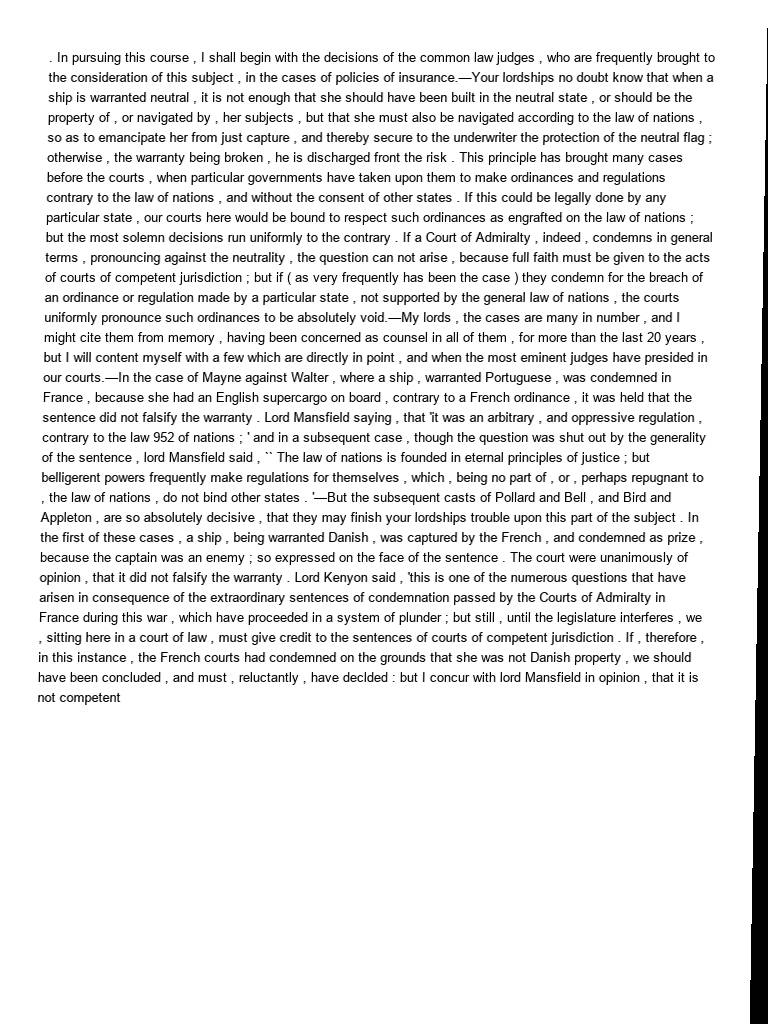 . In pursuing this course , I shall begin with the decisions of the common law judges , who are frequently brought to
the consideration of this subject , in the cases of policies of insurance.—Your lordships no doubt know that when a
ship is warranted neutral , it is not enough that she should have been built in the neutral state , or should be the
property of , or navigated by , her subjects , but that she must also be navigated according to the law of nations ,
so as to emancipate her from just capture , and thereby secure to the underwriter the protection of the neutral flag ;
otherwise , the warranty being broken , he is discharged front the risk . This principle has brought many cases
before the courts , when particular governments have taken upon them to make ordinances and regulations
contrary to the law of nations , and without the consent of other states . If this could be legally done by any
particular state , our courts here would be bound to respect such ordinances as engrafted on the law of nations ;
but the most solemn decisions run uniformly to the contrary . If a Court of Admiralty , indeed , condemns in general
terms , pronouncing against the neutrality , the question can not arise , because full faith must be given to the acts
of courts of competent jurisdiction ; but if ( as very frequently has been the case ) they condemn for the breach of
an ordinance or regulation made by a particular state , not supported by the general law of nations , the courts
uniformly pronounce such ordinances to be absolutely void.—My lords , the cases are many in number , and I
might cite them from memory , having been concerned as counsel in all of them , for more than the last 20 years ,
but I will content myself with a few which are directly in point , and when the most eminent judges have presided in
our courts.—In the case of Mayne against Walter , where a ship , warranted Portuguese , was condemned in
France , because she had an English supercargo on board , contrary to a French ordinance , it was held that the
sentence did not falsify the warranty . Lord Mansfield saying , that 'it was an arbitrary , and oppressive regulation ,
contrary to the law 952 of nations ; ' and in a subsequent case , though the question was shut out by the generality
of the sentence , lord Mansfield said , `` The law of nations is founded in eternal principles of justice ; but
belligerent powers frequently make regulations for themselves , which , being no part of , or , perhaps repugnant to
, the law of nations , do not bind other states . '—But the subsequent casts of Pollard and Bell , and Bird and
Appleton , are so absolutely decisive , that they may finish your lordships trouble upon this part of the subject . In
the first of these cases , a ship , being warranted Danish , was captured by the French , and condemned as prize ,
because the captain was an enemy ; so expressed on the face of the sentence . The court were unanimously of
opinion , that it did not falsify the warranty . Lord Kenyon said , 'this is one of the numerous questions that have
arisen in consequence of the extraordinary sentences of condemnation passed by the Courts of Admiralty in
France during this war , which have proceeded in a system of plunder ; but still , until the legislature interferes , we
, sitting here in a court of law , must give credit to the sentences of courts of competent jurisdiction . If , therefore ,
in this instance , the French courts had condemned on the grounds that she was not Danish property , we should
have been concluded , and must , reluctantly , have declded : but I concur with lord Mansfield in opinion , that it is
not competent